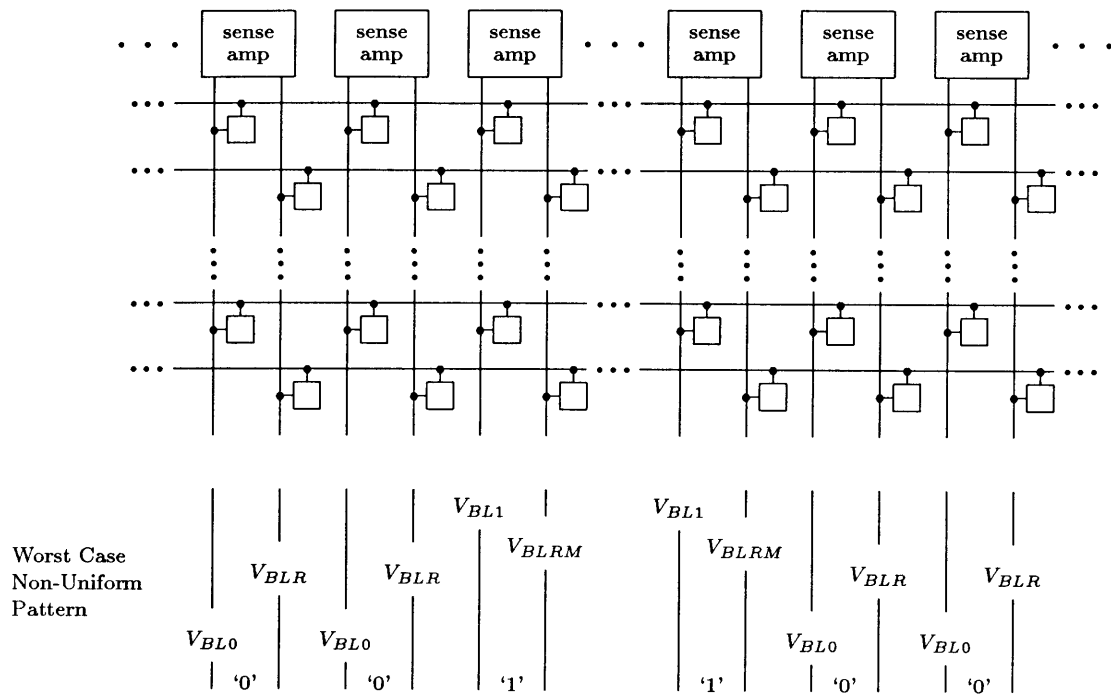 sense amp
sense amp
sense amp
sense amp
sense amp
sense amp
V_BL1
V_BL1
V_BLRM
V_BLRM
Worst Case
Non-Uniform
Pattern
V_BLR
V_BLR
V_BLR
V_BLR
V_BL0
V_BL0
V_BL0
V_BL0
‘0’ ‘0’ ‘1’ ‘1’ ‘0’ ‘0’